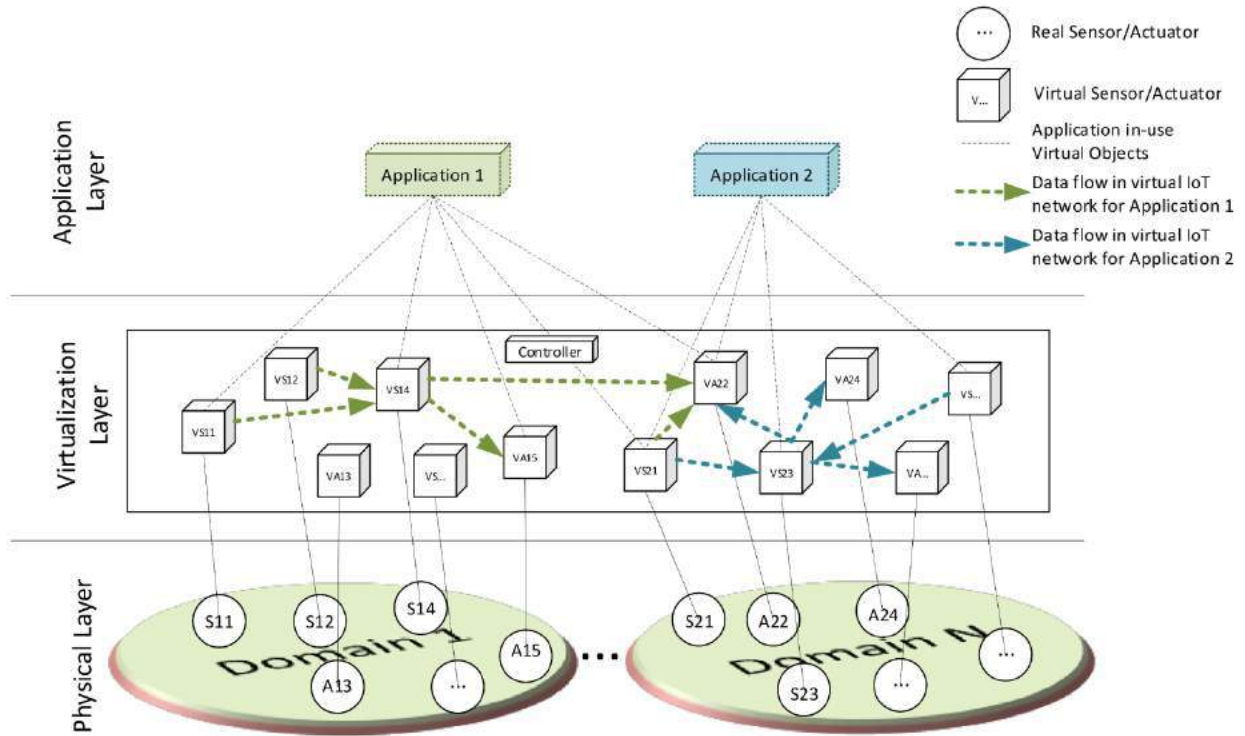 ...
Real Sensor/Actuator
V...
Virtual Sensor/Actuator
Application in-use
Virtual Objects
Data flow in virtual IoT
network for Application 1
Data flow in virtual IoT
network for Application 2
Application
Layer
Application 1
Application 2
Virtualization
Layer
Controller
VS12
VS14
VA22
VA24
VS...
VS11
VA13
VS...
VA15
VS21
VS23
VA...
Physical Layer
S11
S12
S14
A13
...
A15
Domain 1
...
S21
A22
A24
S23
...
...
Domain N